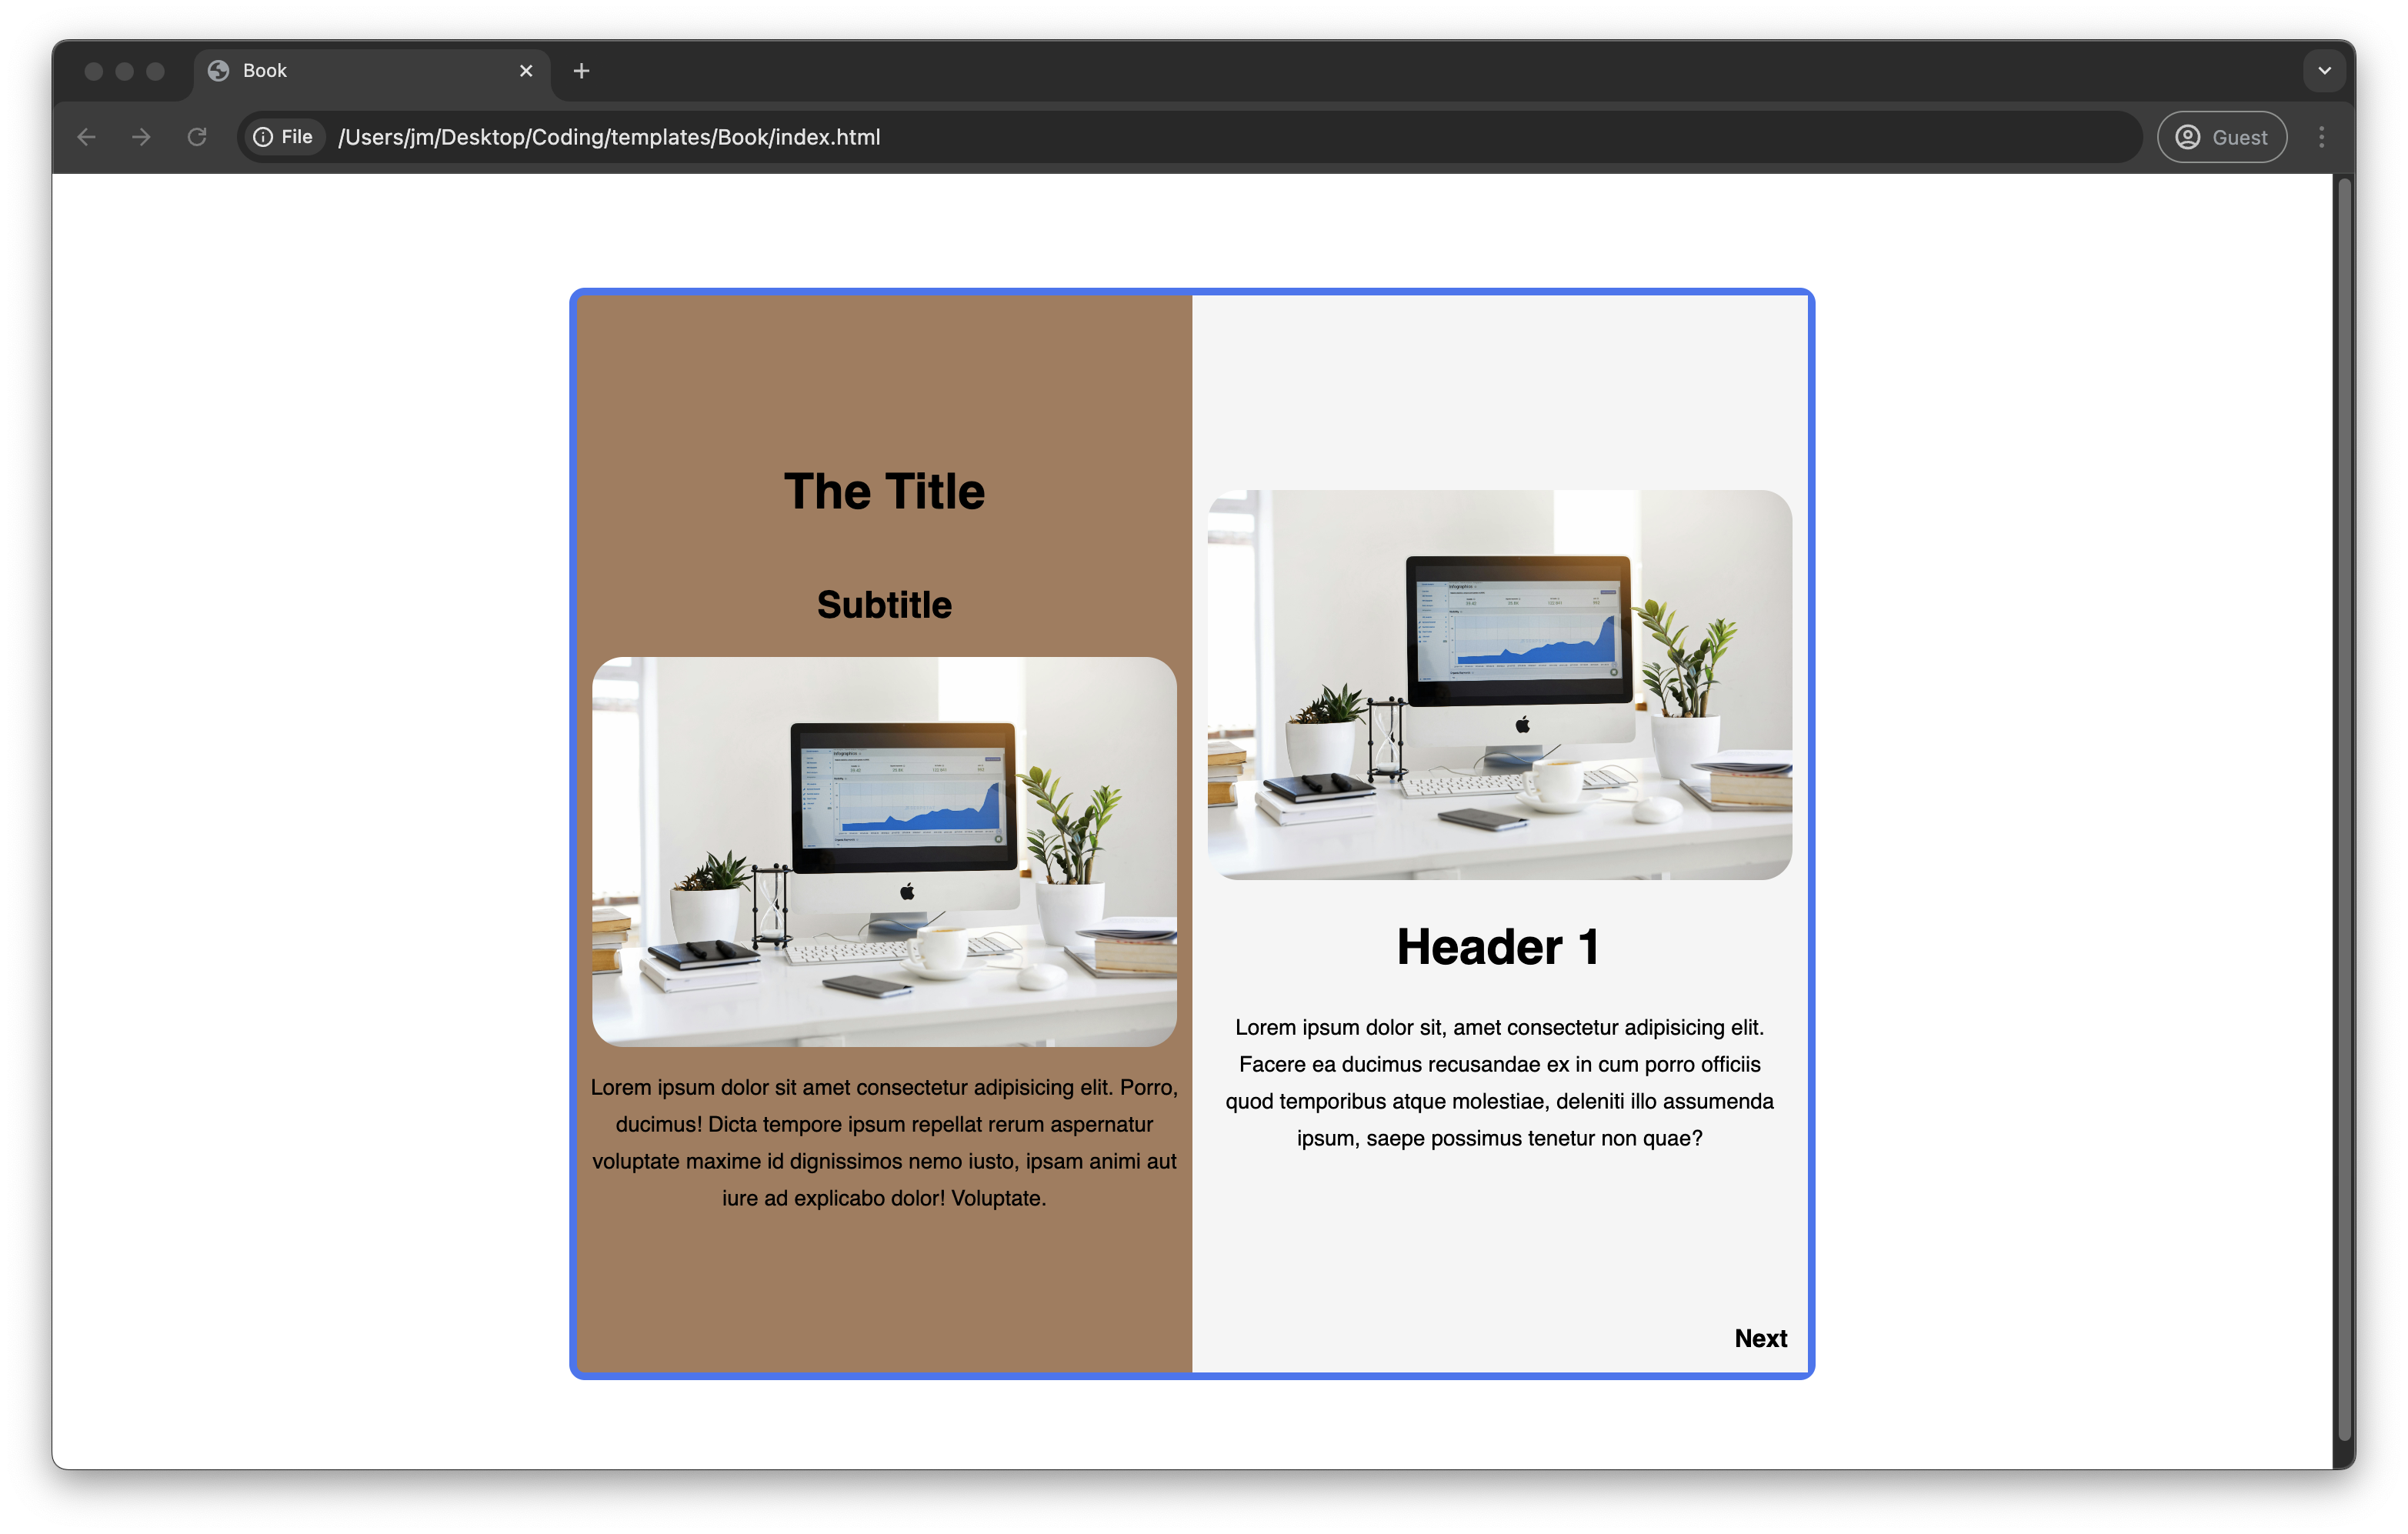 Book
File
/Users/jm/Desktop/Coding/templates/Book/index.html
Guest
The Title
Subtitle
Lorem ipsum dolor sit amet consectetur adipisicing elit. Porro,
ducimus! Dicta tempore ipsum repellat rerum aspernatur
voluptate maxime id dignissimos nemo iusto, ipsam animi aut
iure ad explicabo dolor! Voluptate.
Header 1
Lorem ipsum dolor sit, amet consectetur adipisicing elit.
Facere ea ducimus recusandae ex in cum porro officiis
quod temporibus atque molestiae, deleniti illo assumenda
ipsum, saepe possimus tenetur non quae?
Next